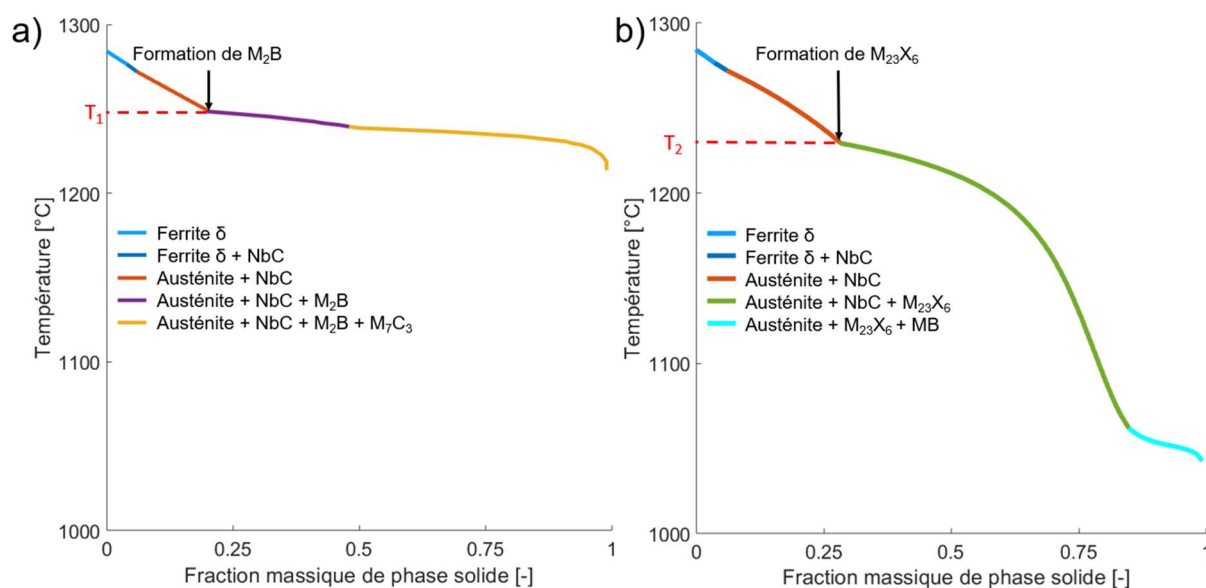 a)
Température [°C]
1300
1200
1100
1000
T₁
Formation de M₂B
Ferrite δ
Ferrite δ + NbC
Austénite + NbC
Austénite + NbC + M₂B
Austénite + NbC + M₂B + M₇C₃
0
0.25
0.5
0.75
1
Fraction massique de phase solide [-]
b)
Température [°C]
1300
1200
1100
1000
T₂
Formation de M₂₃X₆
Ferrite δ
Ferrite δ + NbC
Austénite + NbC
Austénite + NbC + M₂₃X₆
Austénite + M₂₃X₆ + MB
0
0.25
0.5
0.75
1
Fraction massique de phase solide [-]